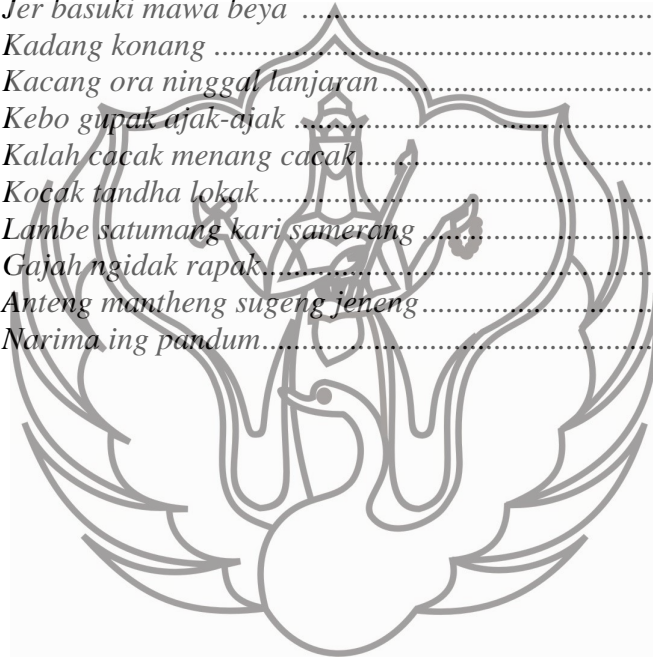 Jer basuki mawa beya ..........................................
Kadang konang ......................................................
Kacang ora ninggal lanjaran..................................
Kebo gupak ajak-ajak ............................................
Kalah cacak menang cacak.....................................
Kocak tandha lokak................................................
Lambe satumang kari samerang ............................
Gajah ngidak rapak................................................
Anteng mantheng sugeng jeneng............................
Narima ing pandum................................................